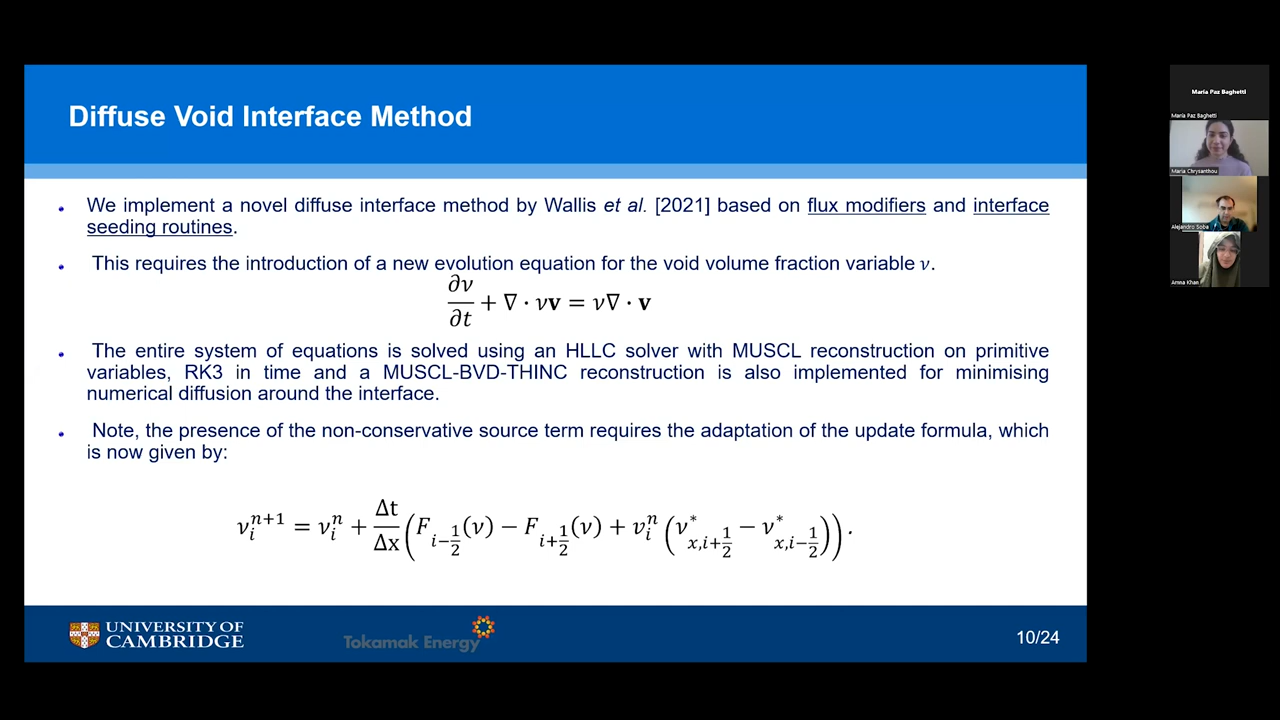 Diffuse Void Interface Method
We implement a novel diffuse interface method by Wallis et al. [2021] based on flux modifiers and interface
seeding routines.
This requires the introduction of a new evolution equation for the void volume fraction variable ν.
∂ν/∂t + ∇ · ν𝐯 = ν∇ · 𝐯
The entire system of equations is solved using an HLLC solver with MUSCL reconstruction on primitive
variables, RK3 in time and a MUSCL-BVD-THINC reconstruction is also implemented for minimising
numerical diffusion around the interface.
Note, the presence of the non-conservative source term requires the adaptation of the update formula, which
is now given by:
ν_i^{n+1} = ν_i^n + Δt/Δx (F_{i−1/2}(ν) − F_{i+1/2}(ν) + ν_i^n (ν^*_{x,i+1/2} − ν^*_{x,i−1/2})).
UNIVERSITY OF
CAMBRIDGE
Tokamak Energy
10/24
María Paz Baghetti
María Paz Baghetti
Maria Chrysanthou
Alejandro Soba
Amna Khan